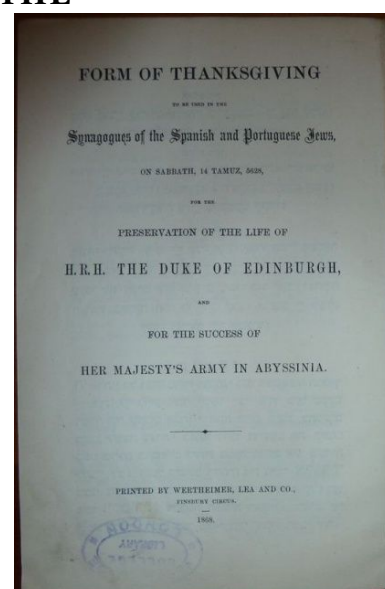 THE
FORM OF THANKSGIVING
TO BE USED IN THE
Synagogues of the Spanish and Portuguese Jews,
ON SABBATH, 14 TAMUZ, 5628,
FOR THE
PRESERVATION OF THE LIFE OF
H.R.H. THE DUKE OF EDINBURGH,
AND
FOR THE SUCCESS OF
HER MAJESTY'S ARMY IN ABYSSINIA.
PRINTED BY WERTHEIMER, LEA AND CO.,
FINSBURY CIRCUS.
1868.
LIBRARY